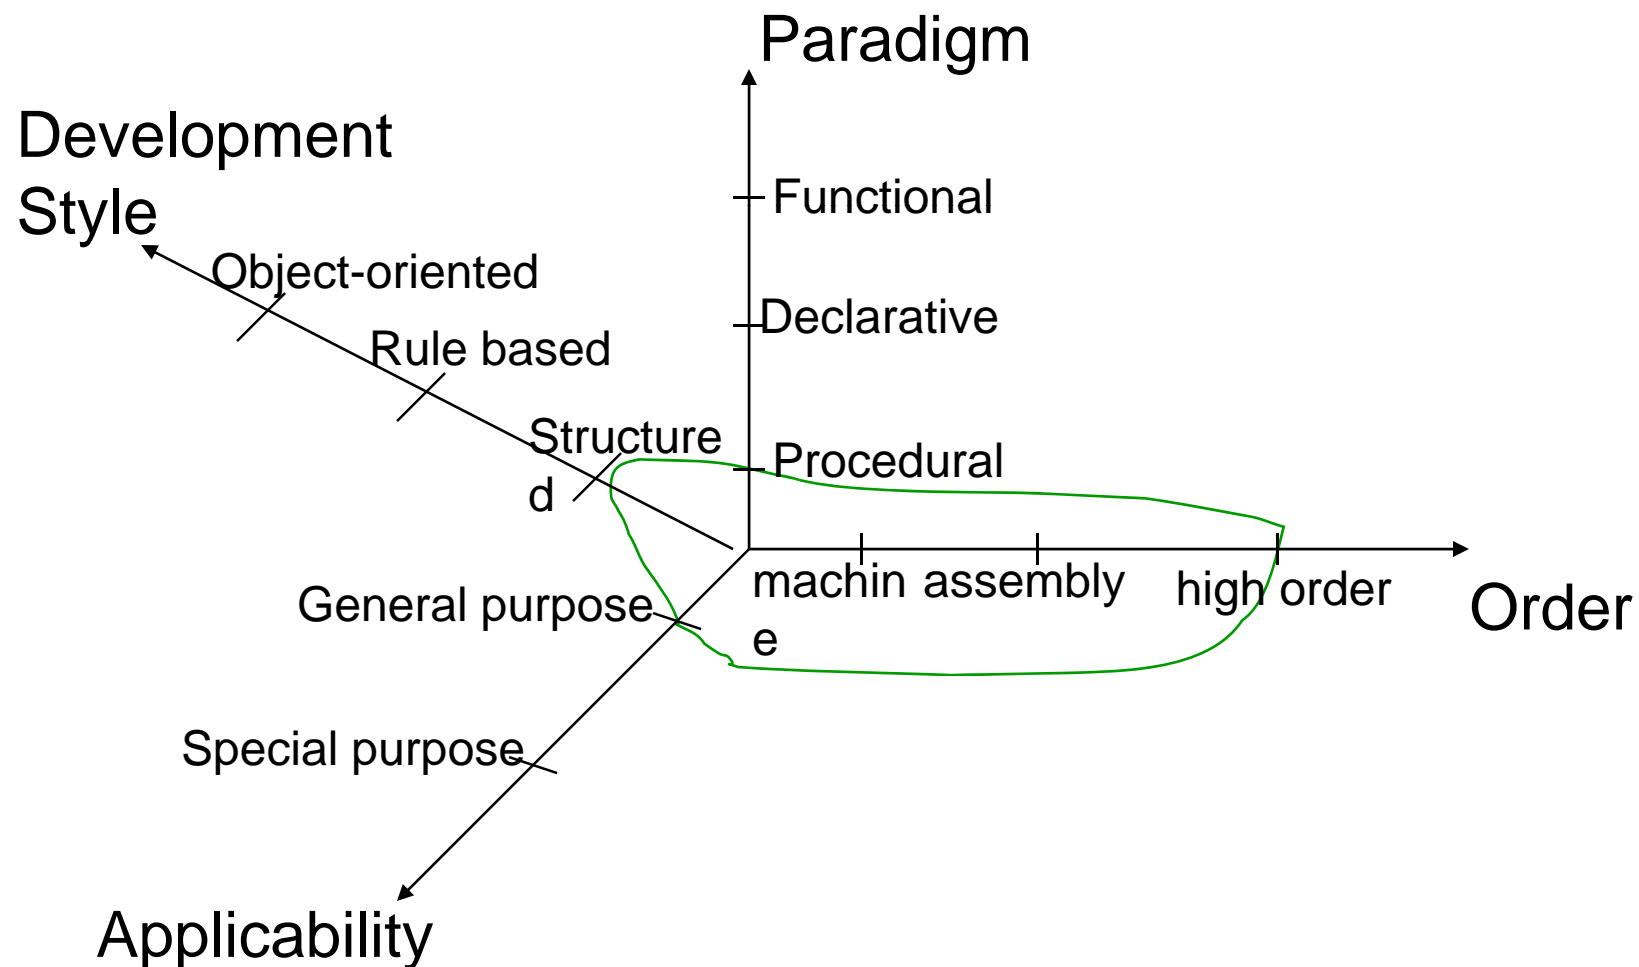 Paradigm
Development
Style
Functional
Object-oriented
Declarative
Rule based
Structure
d
Procedural
machin
e
assembly
high order
Order
General purpose
Special purpose
Applicability